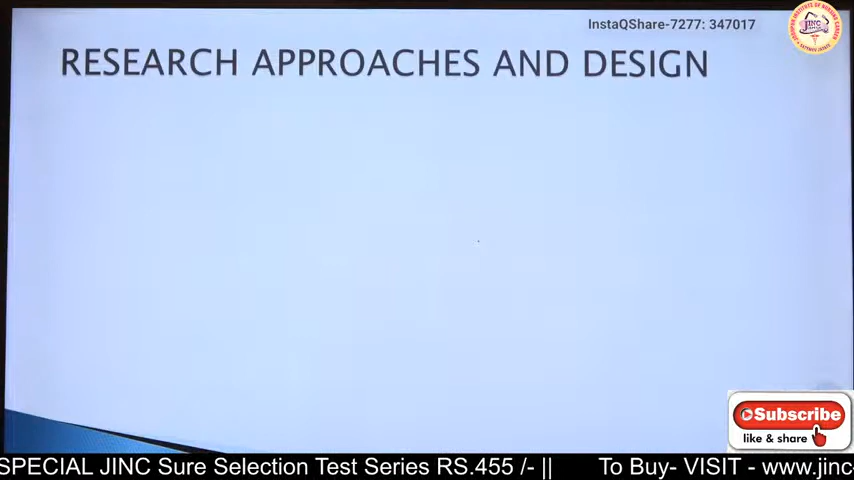 InstaQShare-7277: 347017
RESEARCH APPROACHES AND DESIGN
JINC
Subscribe
like & share
SPECIAL JINC Sure Selection Test Series RS.455 /- || To Buy- VISIT - www.jinc